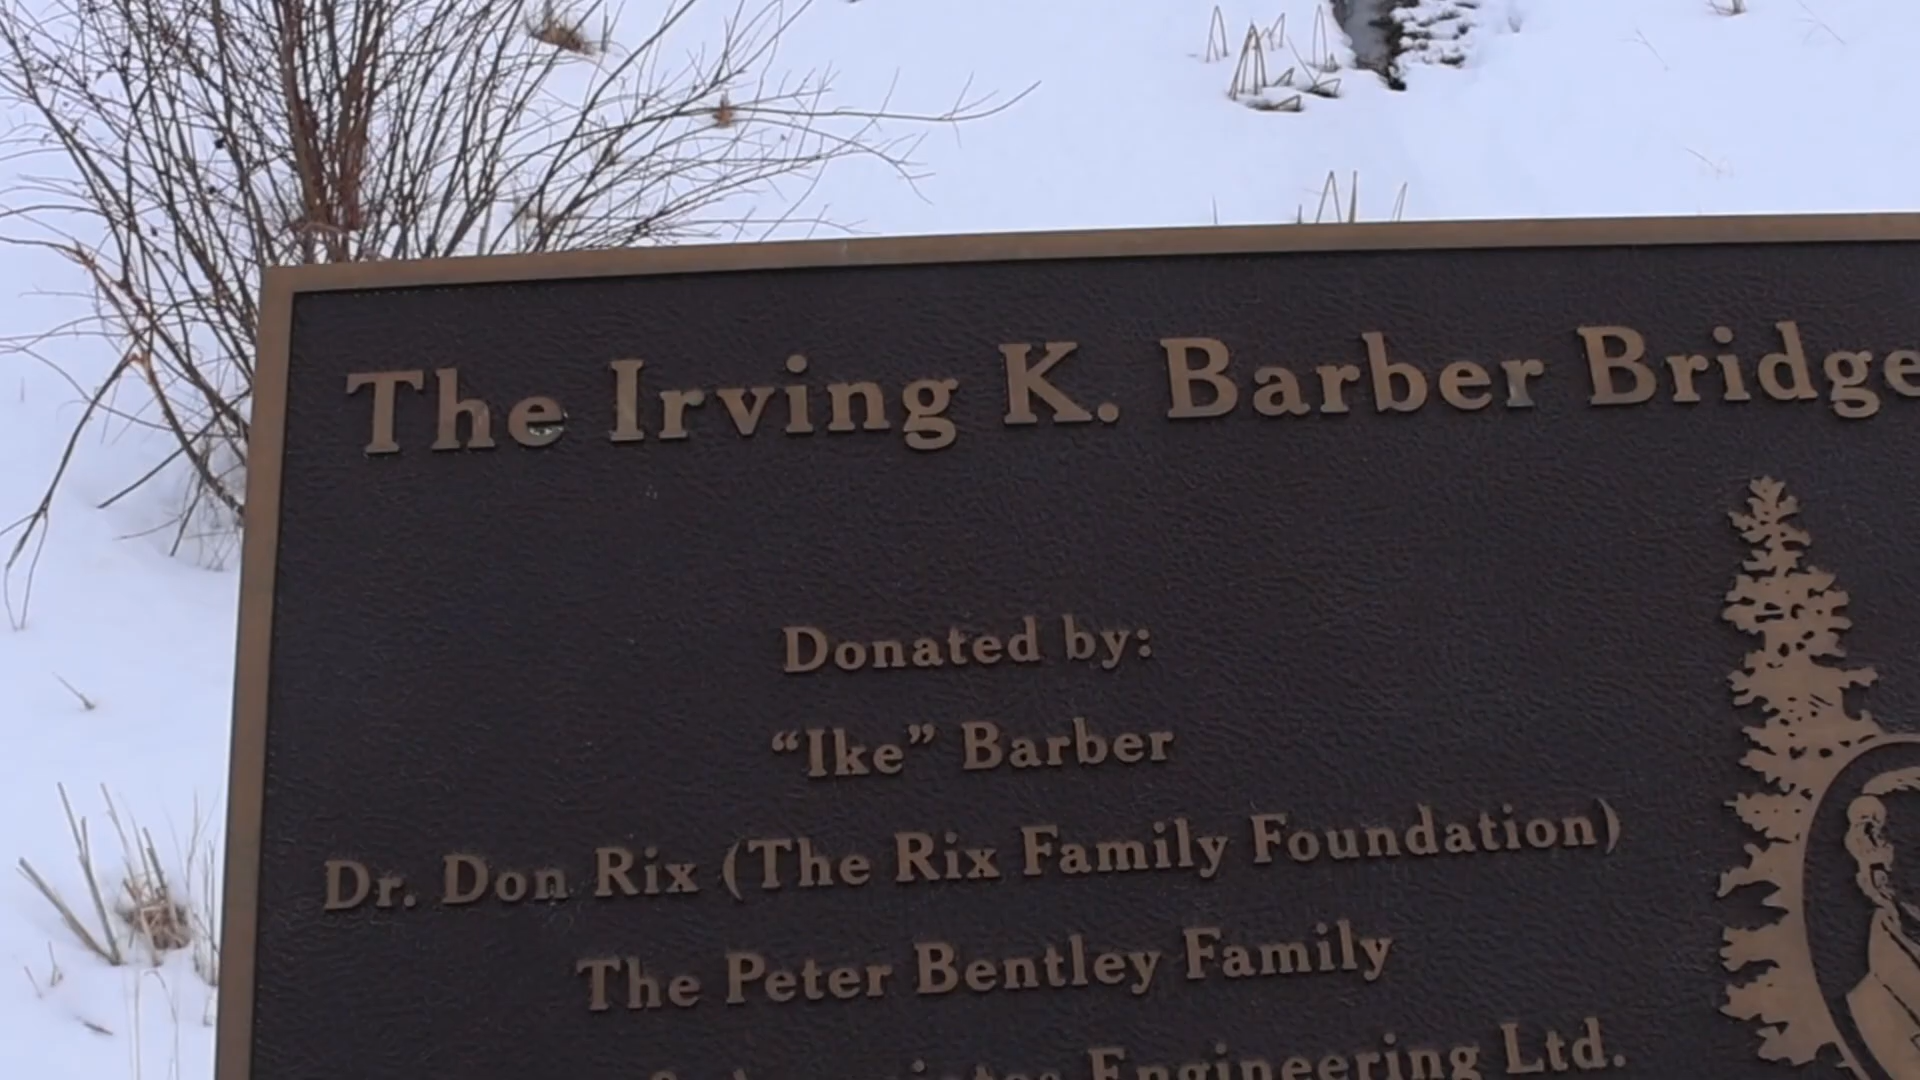 The Irving K. Barber Bridge
Donated by:
“Ike” Barber
Dr. Don Rix (The Rix Family Foundation)
The Peter Bentley Family
Engineering Ltd.